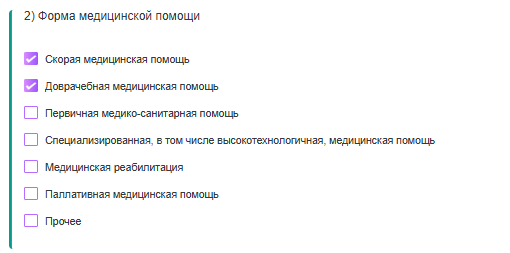 2) Форма медицинской помощи
Скорая медицинская помощь
Доврачебная медицинская помощь
Первичная медико-санитарная помощь
Специализированная, в том числе высокотехнологичная, медицинская помощь
Медицинская реабилитация
Паллативная медицинская помощь
Прочее